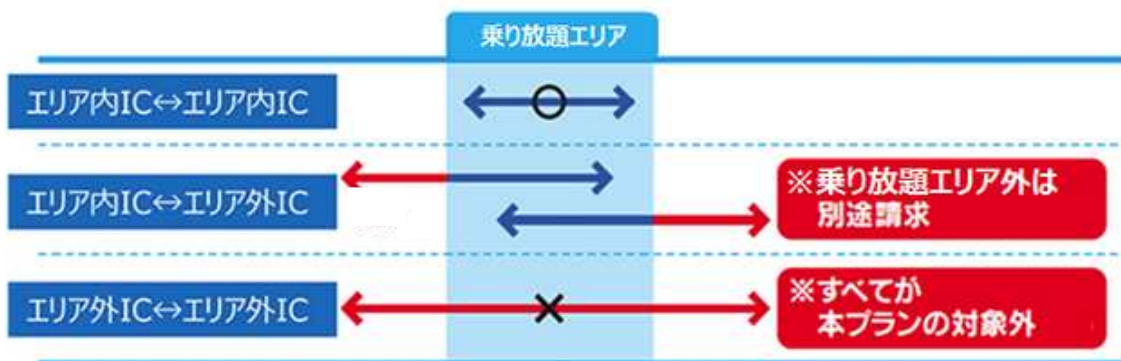 乗り放題エリア
エリア内IC↔エリア内IC
エリア内IC↔エリア外IC
※乗り放題エリア外は
別途請求
エリア外IC↔エリア外IC
※すべてが
本プランの対象外